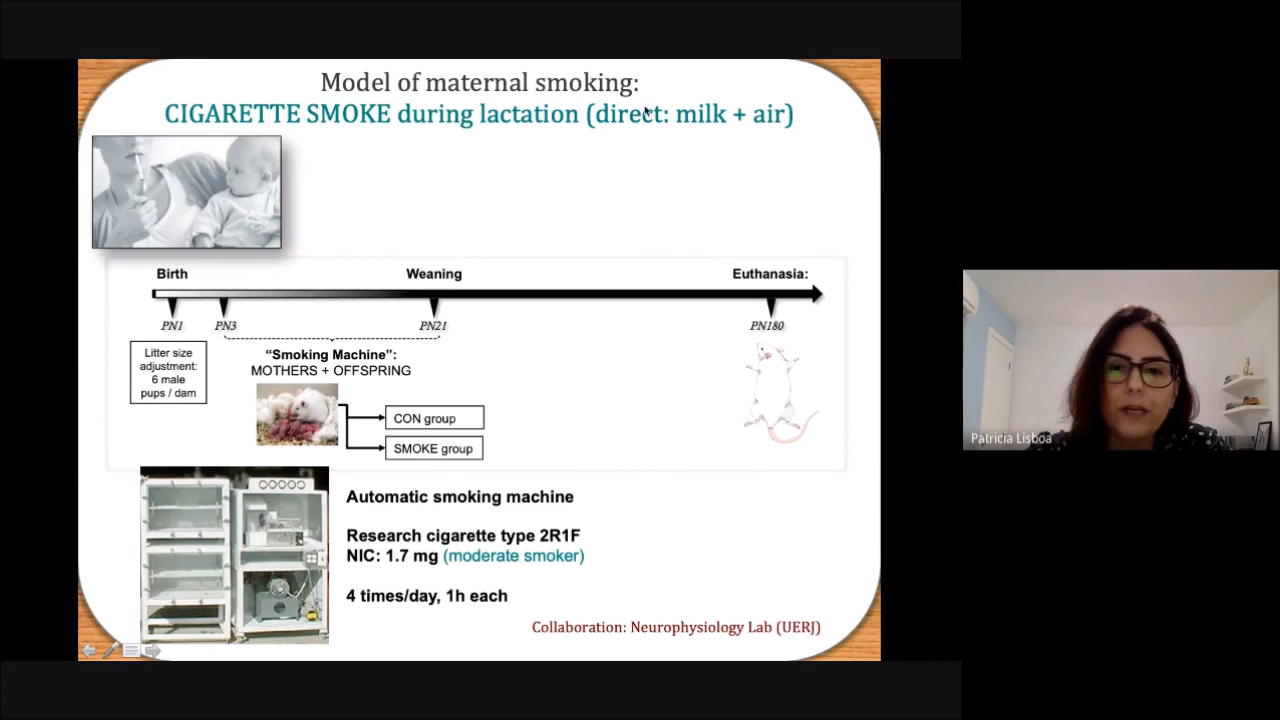 Model of maternal smoking:
CIGARETTE SMOKE during lactation (direct: milk + air)
Birth
Weaning
Euthanasia:
PN1
PN3
PN21
PN180
Litter size
adjustment:
6 male
pups / dam
“Smoking Machine”:
MOTHERS + OFFSPRING
CON group
SMOKE group
Automatic smoking machine
Research cigarette type 2R1F
NIC: 1.7 mg (moderate smoker)
4 times/day, 1h each
Collaboration: Neurophysiology Lab (UERJ)
Patricia Lisboa